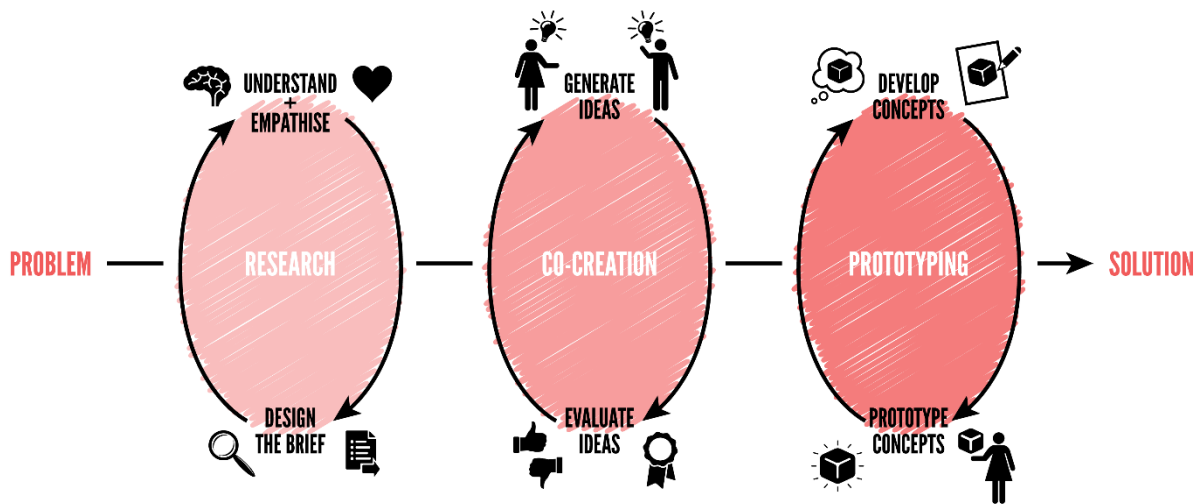 UNDERSTAND
+
EMPATHISE
GENERATE
IDEAS
DEVELOP
CONCEPTS
PROBLEM
RESEARCH
CO-CREATION
PROTOTYPING
SOLUTION
DESIGN
THE BRIEF
EVALUATE
IDEAS
PROTOTYPE
CONCEPTS